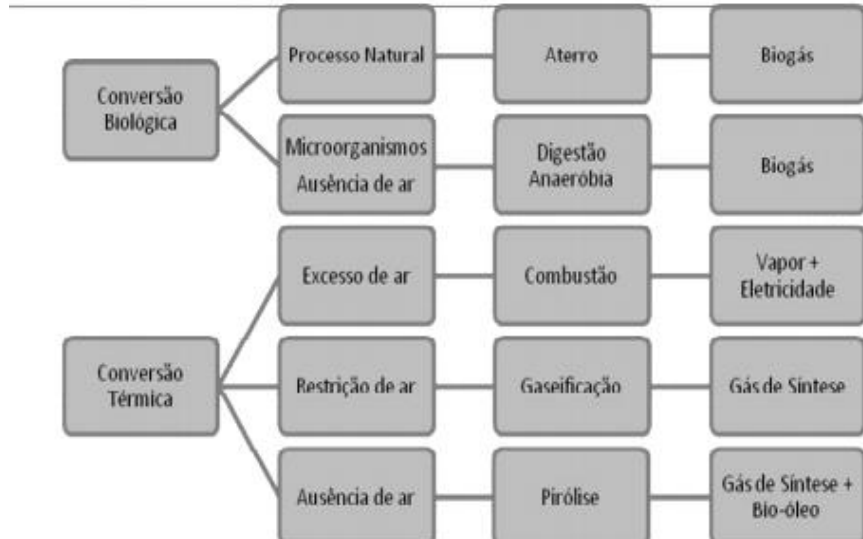 Conversão
Biológica
Processo Natural
Aterro
Biogás
Microorganismos
Ausência de ar
Digestão
Anaeróbia
Biogás
Conversão
Térmica
Excesso de ar
Combustão
Vapor +
Eletricidade
Restrição de ar
Gaseificação
Gás de Síntese
Ausência de ar
Pirólise
Gás de Síntese +
Bio-óleo